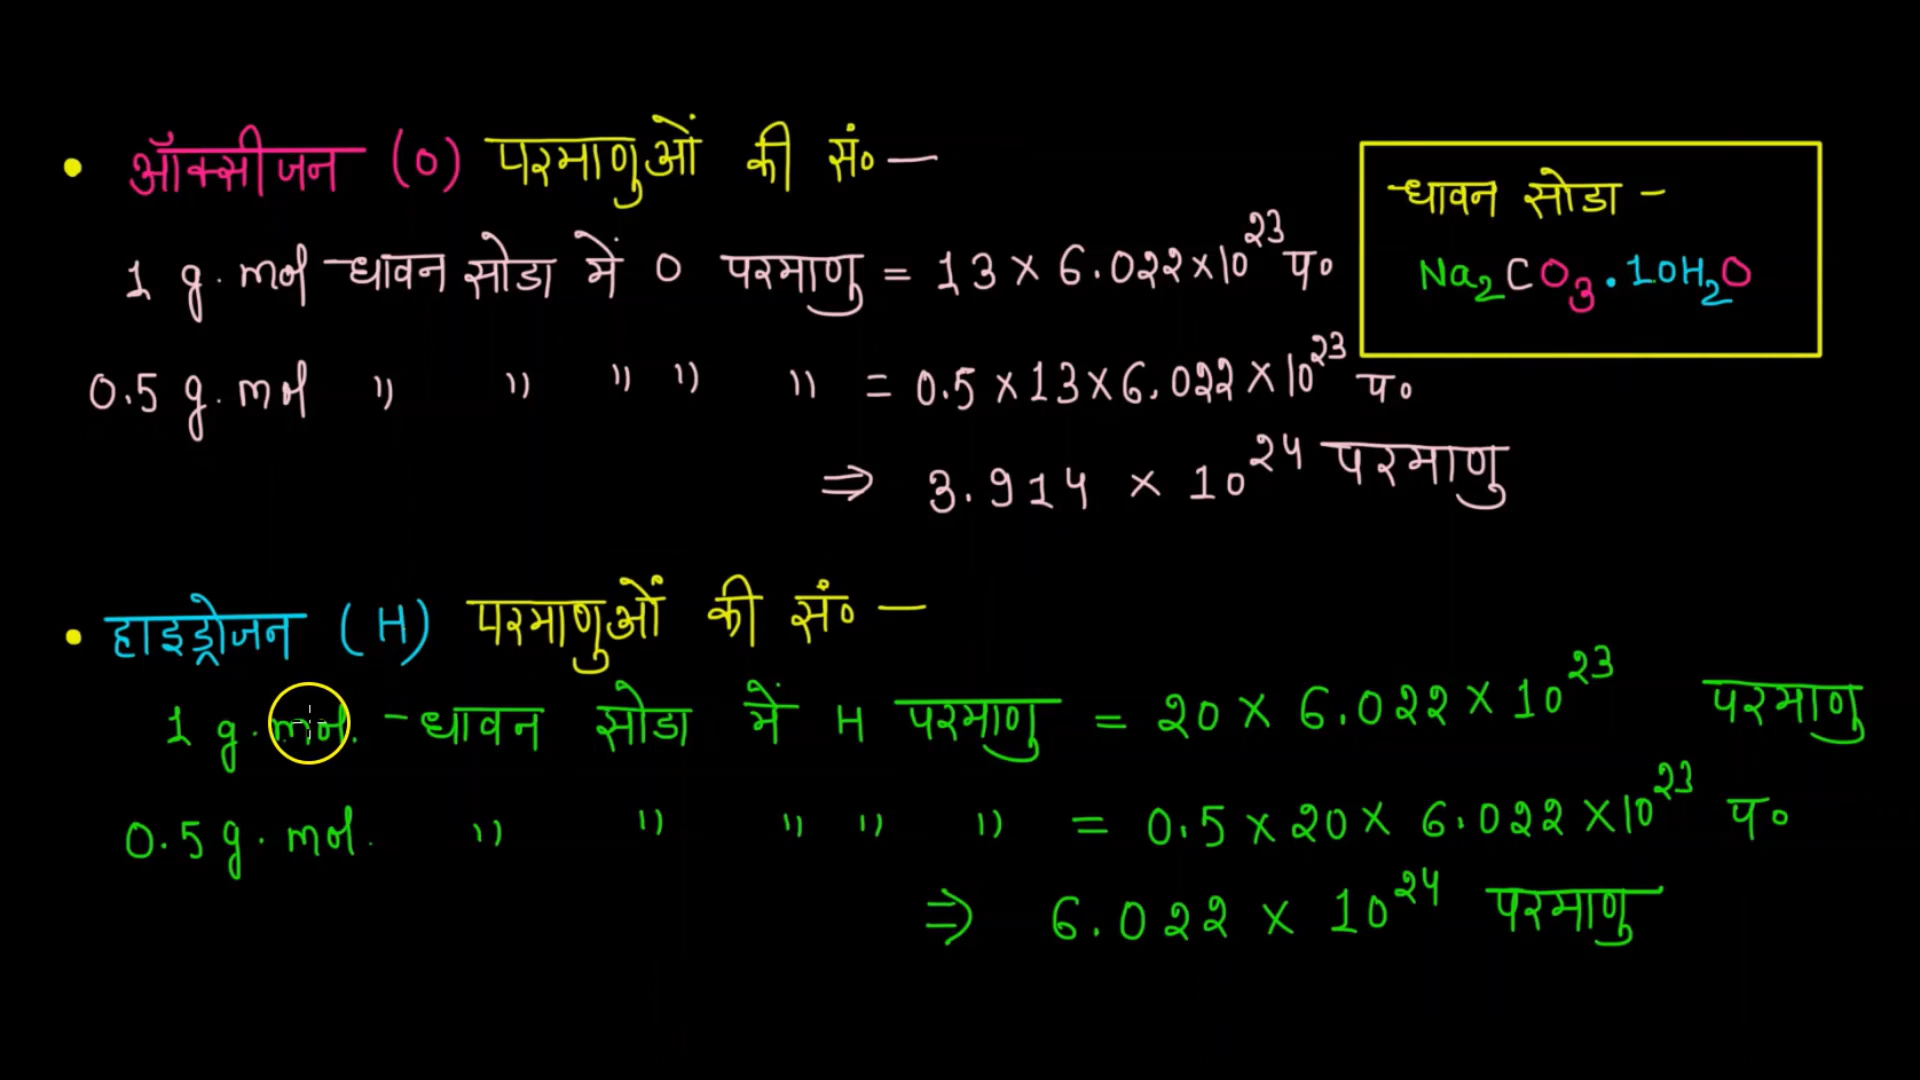 • ऑक्सीजन (O) परमाणुओं की सं० —
1 g. mol धावन सोडा में O परमाणु = 13 × 6.022 × 10²³ प०
0.5 g. mol " " " " " = 0.5 × 13 × 6.022 × 10²³ प०
⇒ 3.914 × 10²⁴ परमाणु
धावन सोडा –
Na₂CO₃ . 10H₂O
• हाइड्रोजन (H) परमाणुओं की सं० —
1 g. mol. धावन सोडा में H परमाणु = 20 × 6.022 × 10²³ परमाणु
0.5 g. mol. " " " " " = 0.5 × 20 × 6.022 × 10²³ प०
⇒ 6.022 × 10²⁴ परमाणु